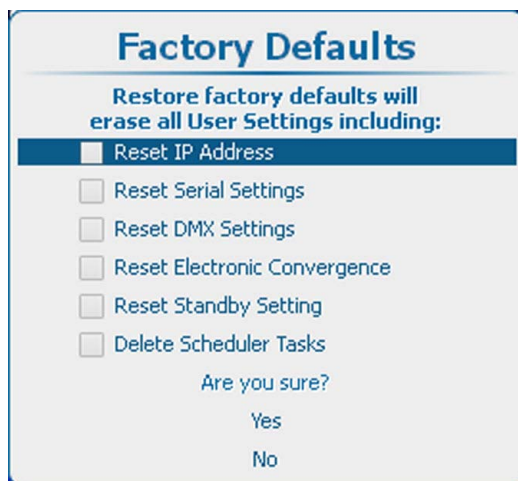 Factory Defaults
Restore factory defaults will
erase all User Settings including:
Reset IP Address
Reset Serial Settings
Reset DMX Settings
Reset Electronic Convergence
Reset Standby Setting
Delete Scheduler Tasks
Are you sure?
Yes
No